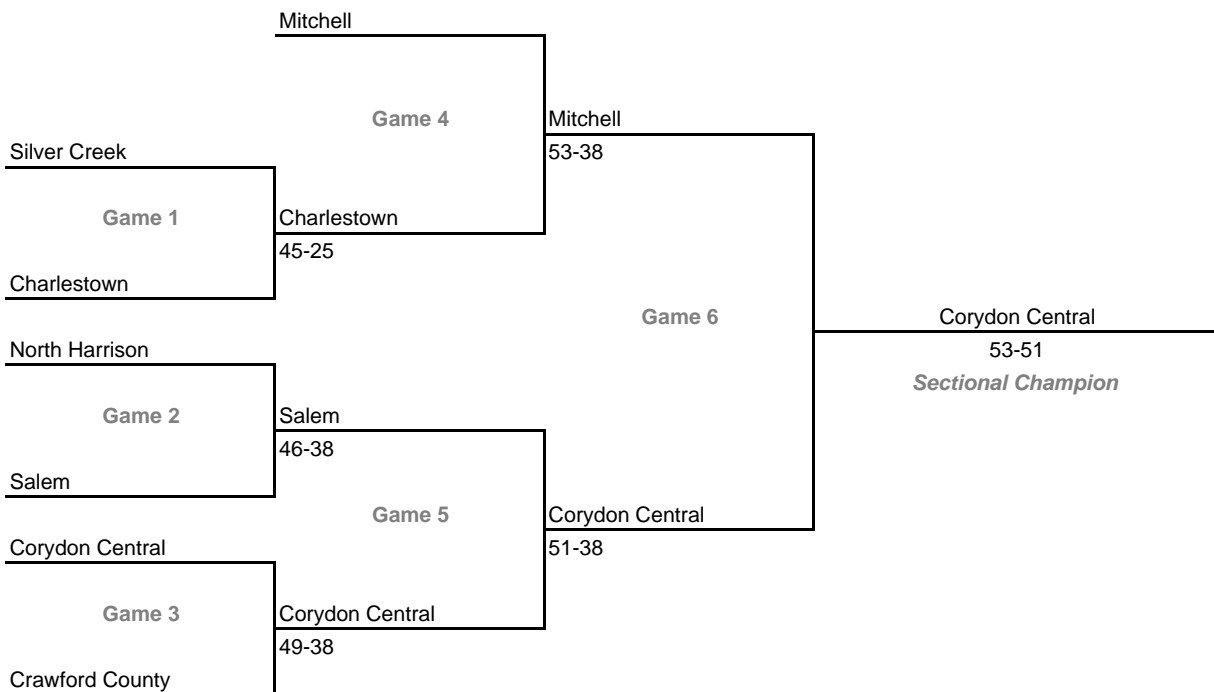 Mitchell
Game 4
Mitchell
Silver Creek
53-38
Game 1
Charlestown
45-25
Charlestown
Game 6
Corydon Central
North Harrison
53-51
Sectional Champion
Game 2
Salem
46-38
Salem
Game 5
Corydon Central
Corydon Central
51-38
Game 3
Corydon Central
49-38
Crawford County